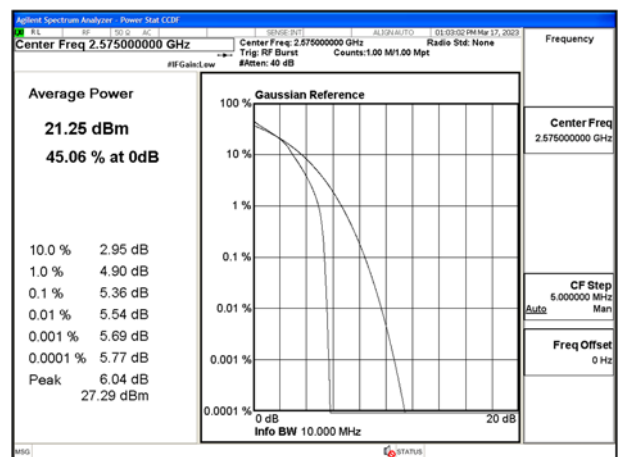 Agilent Spectrum Analyzer - Power Stat CCDF
RL RF 50 Ω AC SENSE:INT ALIGNAUTO 01:03:02 PM Mar 17, 2023
Center Freq 2.575000000 GHz
Center Freq: 2.575000000 GHz Radio Std: None
Trig: RF Burst Counts:1.00 M/1.00 Mpt
#IFGain:Low #Atten: 40 dB
Frequency
Average Power
21.25 dBm
45.06 % at 0dB
10.0 % 2.95 dB
1.0 % 4.90 dB
0.1 % 5.36 dB
0.01 % 5.54 dB
0.001 % 5.69 dB
0.0001 % 5.77 dB
Peak 6.04 dB
27.29 dBm
Gaussian Reference
100 %
10 %
1 %
0.1 %
0.01 %
0.001 %
0.0001 %
0 dB 20 dB
Info BW 10.000 MHz
Center Freq
2.575000000 GHz
CF Step
5.000000 MHz
Auto Man
Freq Offset
0 Hz
MSG STATUS